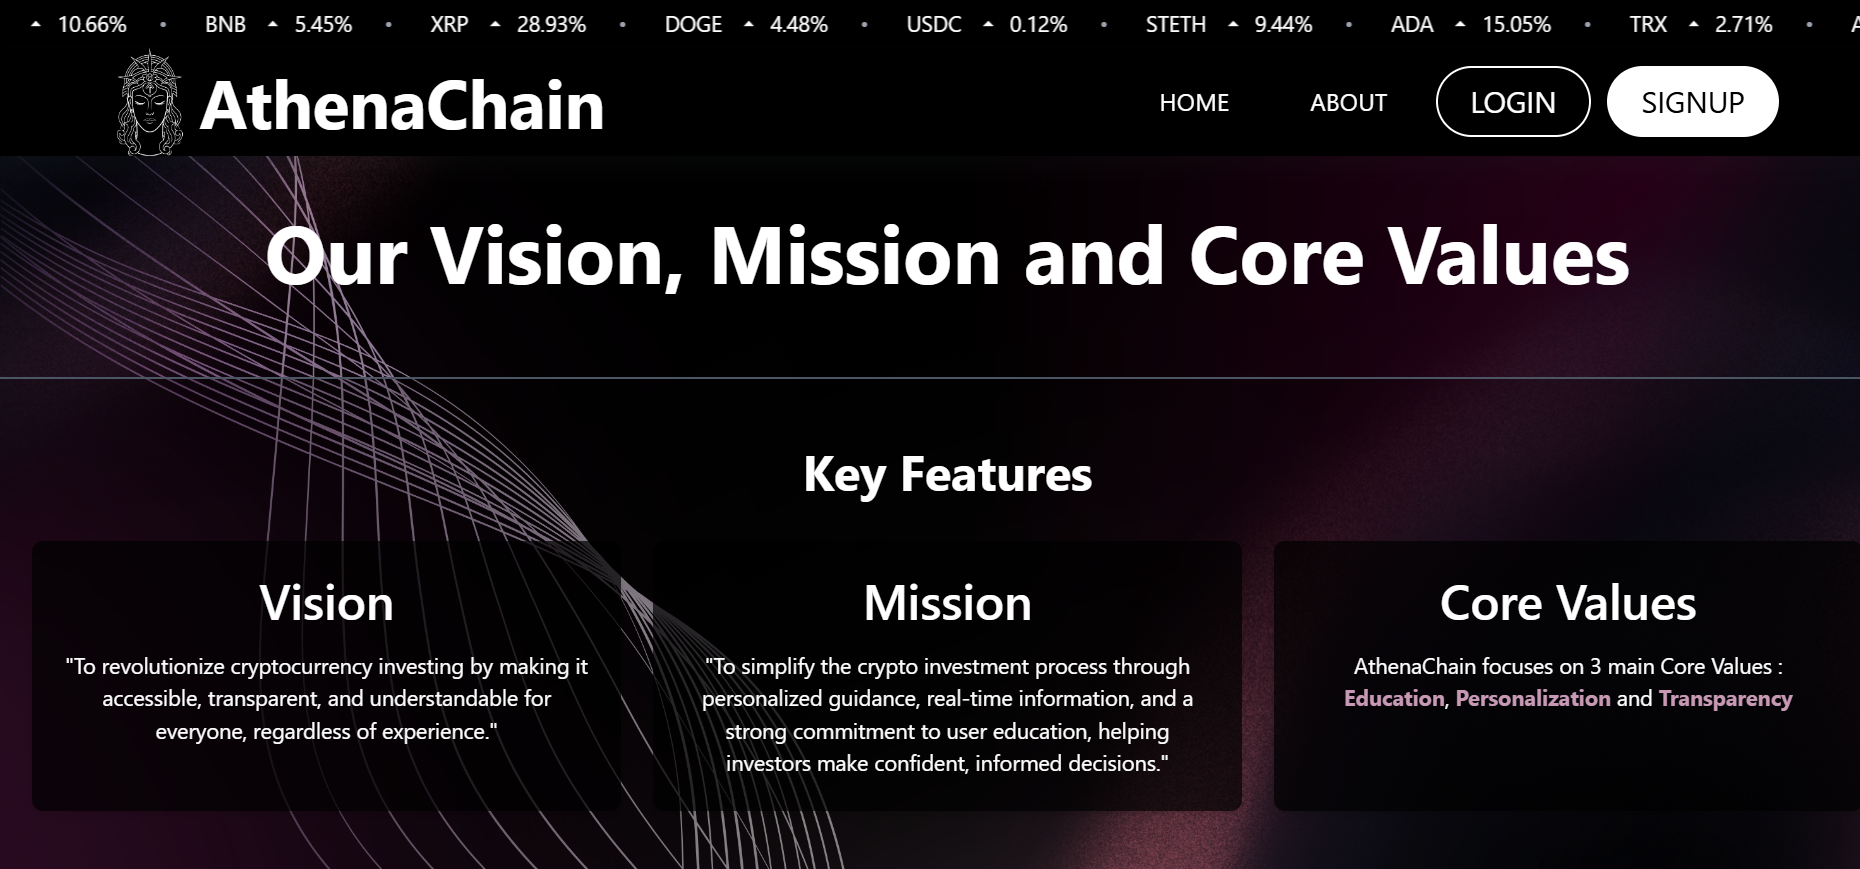 10.66% • BNB 5.45% • XRP 28.93% • DOGE 4.48% • USDC 0.12% • STETH 9.44% • ADA 15.05% • TRX 2.71% •
AthenaChain HOME ABOUT LOGIN SIGNUP
Our Vision, Mission and Core Values
Key Features
Vision
"To revolutionize cryptocurrency investing by making it
accessible, transparent, and understandable for
everyone, regardless of experience."
Mission
"To simplify the crypto investment process through
personalized guidance, real-time information, and a
strong commitment to user education, helping
investors make confident, informed decisions."
Core Values
AthenaChain focuses on 3 main Core Values :
Education, Personalization and Transparency